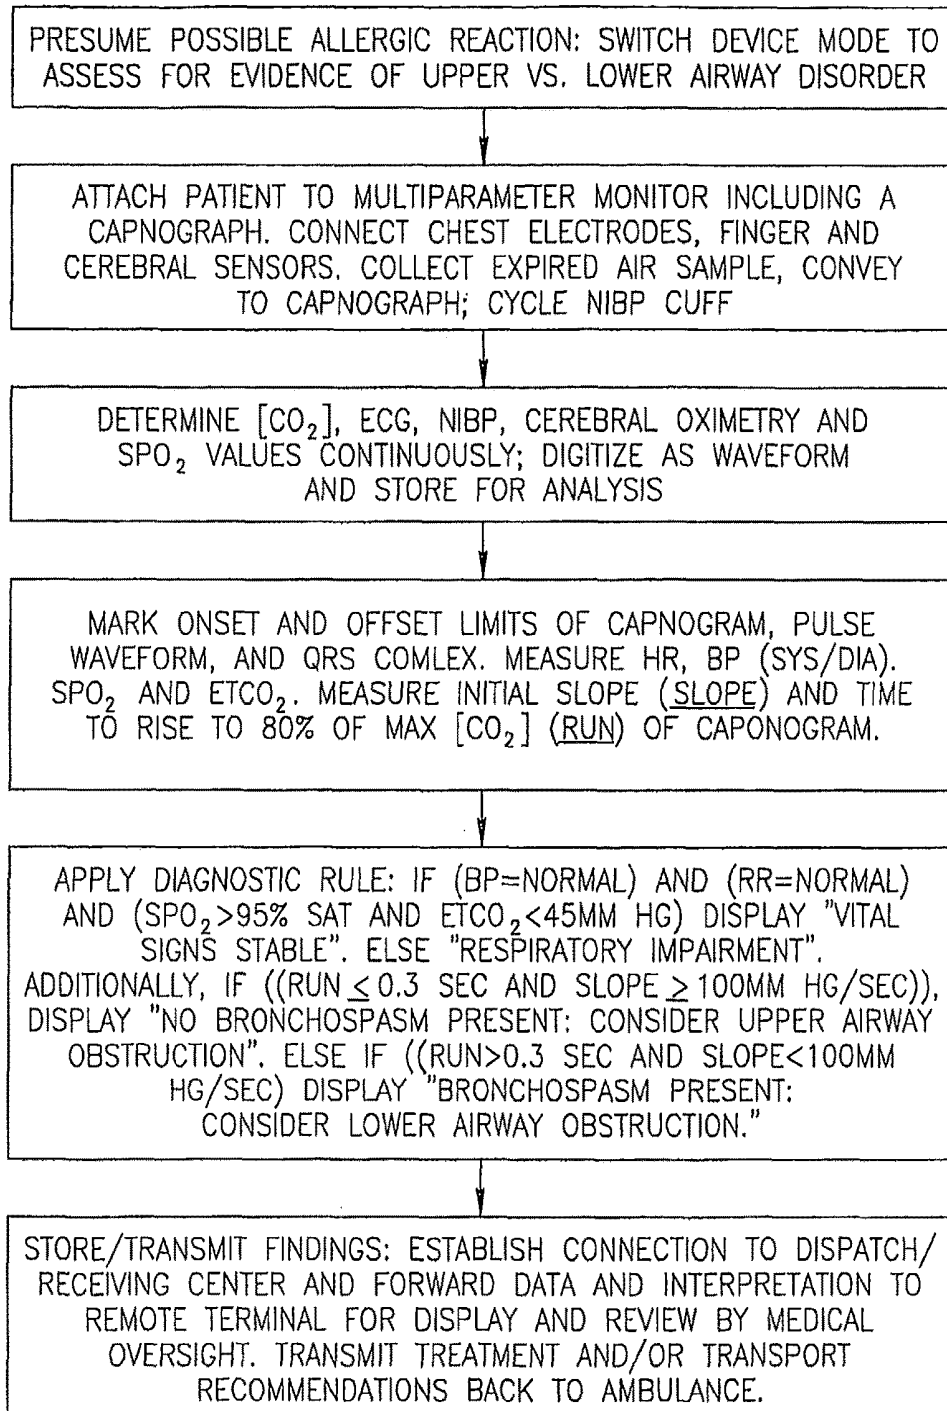 PRESUME POSSIBLE ALLERGIC REACTION: SWITCH DEVICE MODE TO
ASSESS FOR EVIDENCE OF UPPER VS. LOWER AIRWAY DISORDER
ATTACH PATIENT TO MULTIPARAMETER MONITOR INCLUDING A
CAPNOGRAPH. CONNECT CHEST ELECTRODES, FINGER AND
CEREBRAL SENSORS. COLLECT EXPIRED AIR SAMPLE, CONVEY
TO CAPNOGRAPH; CYCLE NIBP CUFF
DETERMINE [CO₂], ECG, NIBP, CEREBRAL OXIMETRY AND
SPO₂ VALUES CONTINUOUSLY; DIGITIZE AS WAVEFORM
AND STORE FOR ANALYSIS
MARK ONSET AND OFFSET LIMITS OF CAPNOGRAM, PULSE
WAVEFORM, AND QRS COMLEX. MEASURE HR, BP (SYS/DIA).
SPO₂ AND ETCO₂. MEASURE INITIAL SLOPE (SLOPE) AND TIME
TO RISE TO 80% OF MAX [CO₂] (RUN) OF CAPONOGRAM.
APPLY DIAGNOSTIC RULE: IF (BP=NORMAL) AND (RR=NORMAL)
AND (SPO₂>95% SAT AND ETCO₂<45MM HG) DISPLAY "VITAL
SIGNS STABLE". ELSE "RESPIRATORY IMPAIRMENT".
ADDITIONALLY, IF ((RUN≤0.3 SEC AND SLOPE≥100MM HG/SEC)),
DISPLAY "NO BRONCHOSPASM PRESENT: CONSIDER UPPER AIRWAY
OBSTRUCTION". ELSE IF ((RUN>0.3 SEC AND SLOPE<100MM
HG/SEC) DISPLAY "BRONCHOSPASM PRESENT:
CONSIDER LOWER AIRWAY OBSTRUCTION."
STORE/TRANSMIT FINDINGS: ESTABLISH CONNECTION TO DISPATCH/
RECEIVING CENTER AND FORWARD DATA AND INTERPRETATION TO
REMOTE TERMINAL FOR DISPLAY AND REVIEW BY MEDICAL
OVERSIGHT. TRANSMIT TREATMENT AND/OR TRANSPORT
RECOMMENDATIONS BACK TO AMBULANCE.